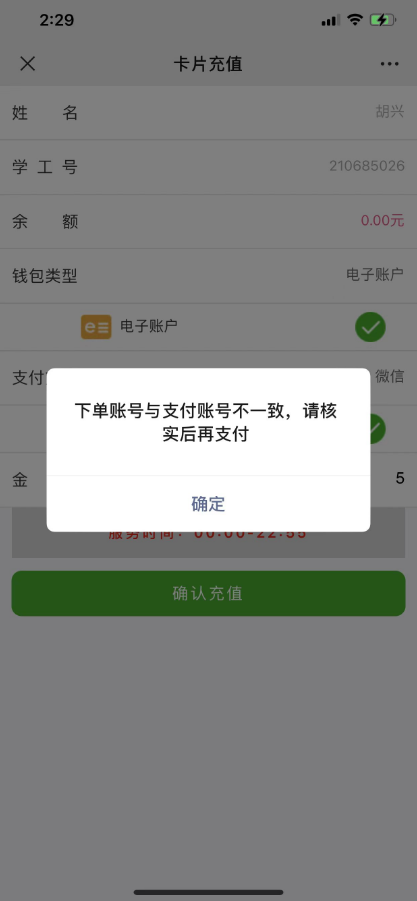 2:29
卡片充值
姓 名 胡兴
学 工 号 210685026
余 额 0.00元
钱包类型 电子账户
电子账户
支付 微信
下单账号与支付账号不一致，请核
实后再支付
金 5
确定
服务时间：00:00-22:55
确认充值